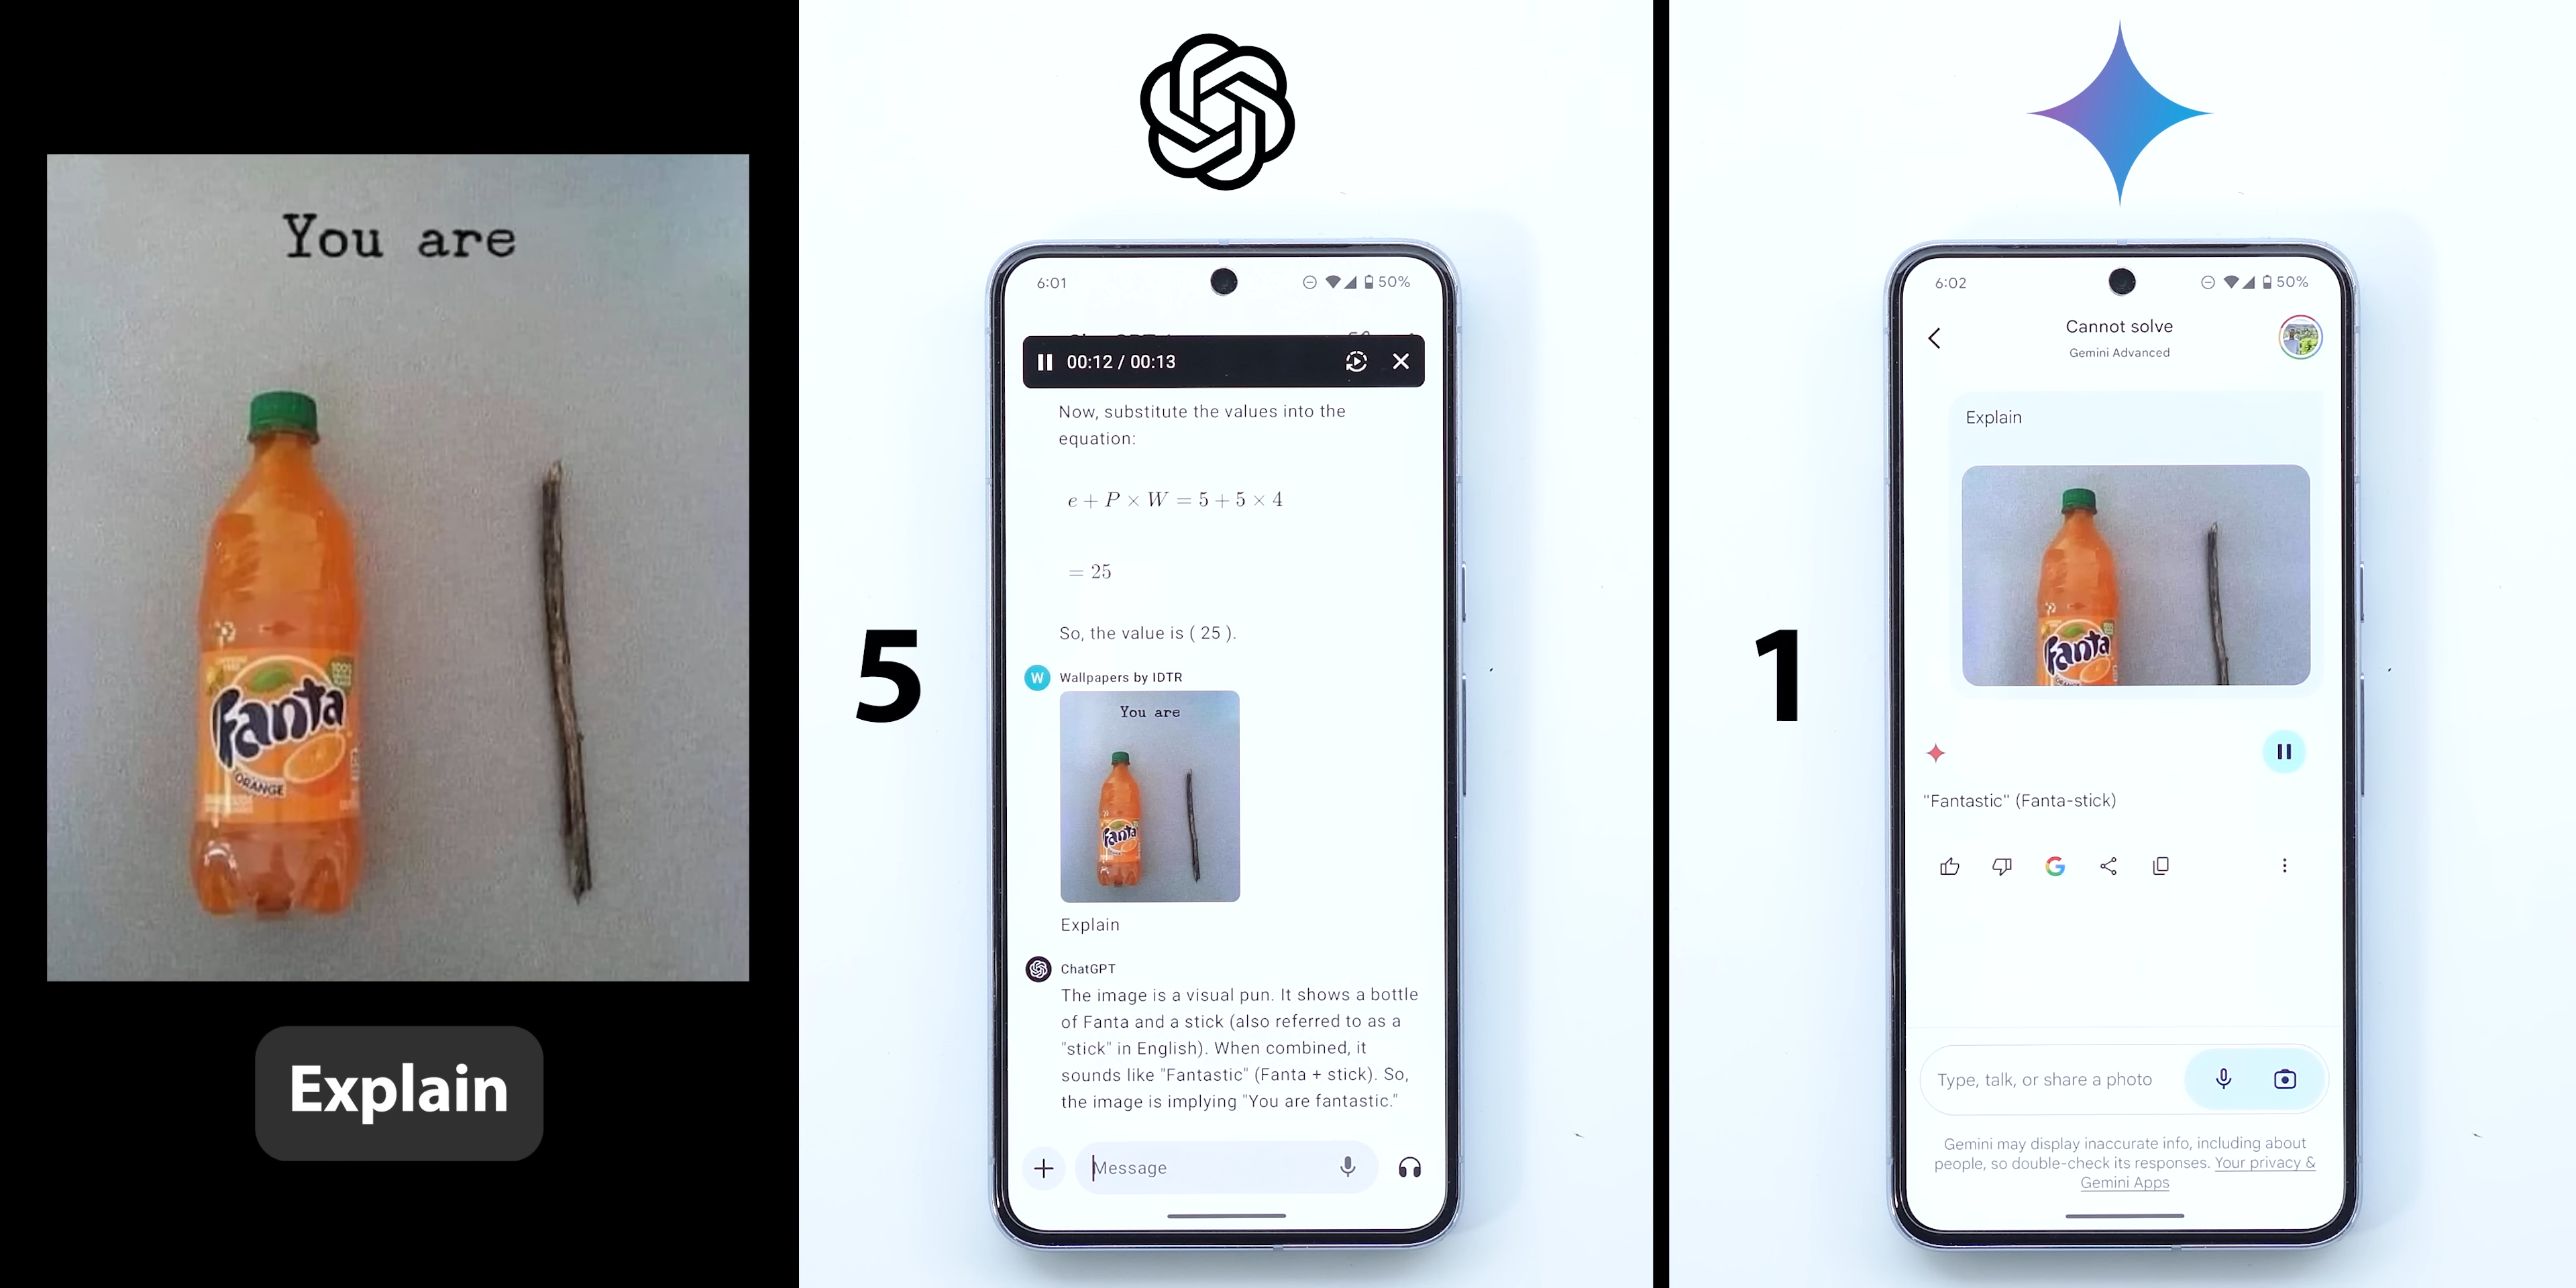 You are
Fanta
ORANGE
Explain
5
6:01
50%
00:12 / 00:13
Now, substitute the values into the
equation:
e + P × W = 5 + 5 × 4
= 25
So, the value is ( 25 ).
W Wallpapers by IDTR
You are
Fanta
Explain
ChatGPT
The image is a visual pun. It shows a bottle
of Fanta and a stick (also referred to as a
"stick" in English). When combined, it
sounds like "Fantastic" (Fanta + stick). So,
the image is implying "You are fantastic."
Message
1
6:02
50%
Cannot solve
Gemini Advanced
Explain
Fanta
"Fantastic" (Fanta-stick)
G
Type, talk, or share a photo
Gemini may display inaccurate info, including about
people, so double-check its responses. Your privacy &
Gemini Apps